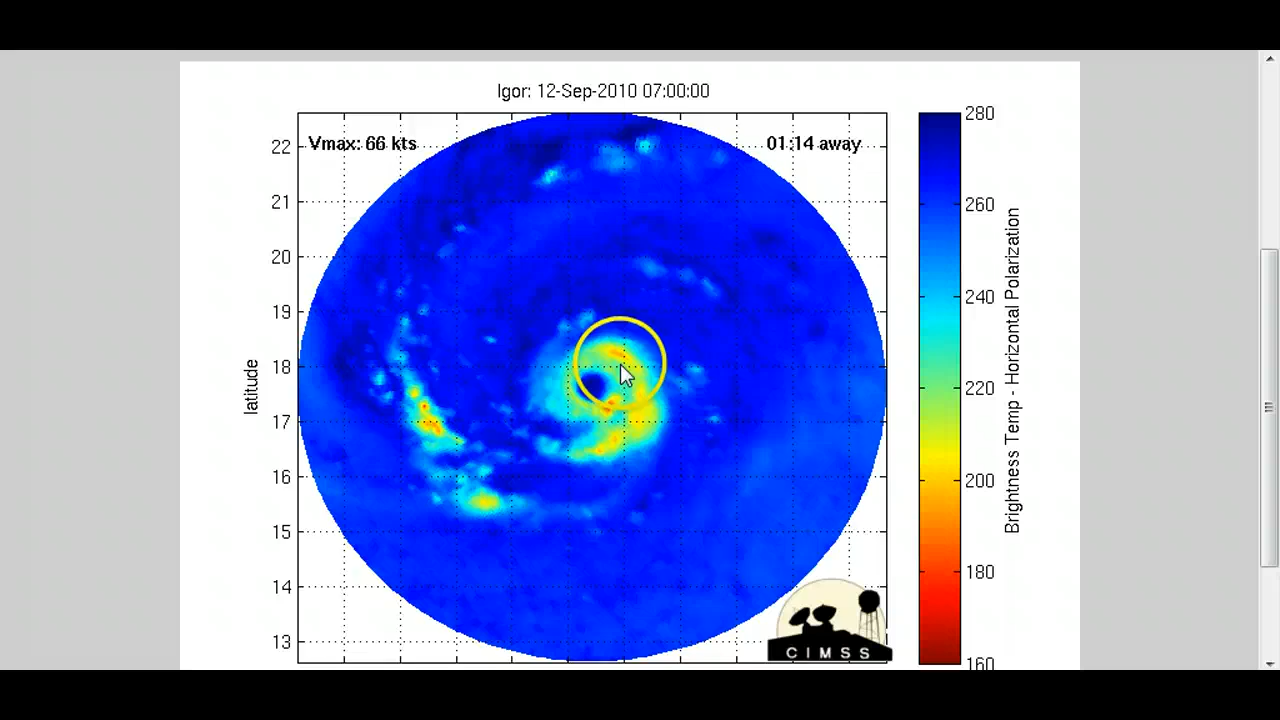 Igor: 12-Sep-2010 07:00:00
Vmax: 66 kts
01:14 away
22
21
20
19
18
17
16
15
14
13
latitude
280
260
240
220
200
180
160
Brightness Temp - Horizontal Polarization
CIMSS